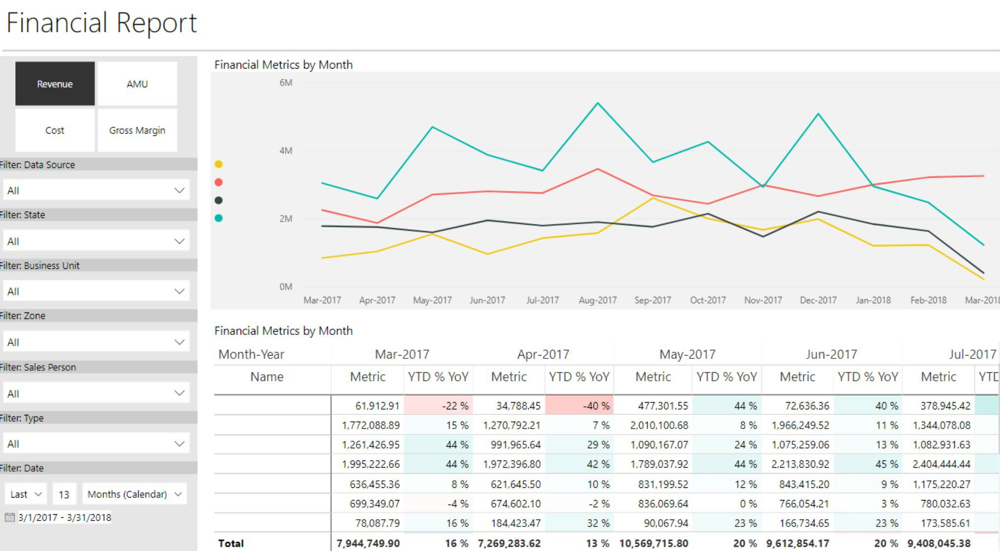 Financial Report
Revenue
AMU
Cost
Gross Margin
Filter: Data Source
All
Filter: State
All
Filter: Business Unit
All
Filter: Zone
All
Filter: Sales Person
All
Filter: Type
All
Filter: Date
Last 13 Months (Calendar)
3/1/2017 - 3/31/2018
Financial Metrics by Month
6M
4M
2M
0M
Mar-2017 Apr-2017 May-2017 Jun-2017 Jul-2017 Aug-2017 Sep-2017 Oct-2017 Nov-2017 Dec-2017 Jan-2018 Feb-2018 Mar-2018
Financial Metrics by Month
Month-Year Mar-2017 Apr-2017 May-2017 Jun-2017 Jul-2017
Name Metric YTD % YoY Metric YTD % YoY Metric YTD % YoY Metric YTD % YoY Metric YTD
61,912.91 -22 % 34,788.45 -40 % 477,301.55 44 % 72,636.36 40 % 378,945.42
1,772,088.89 15 % 1,270,792.21 7 % 2,010,100.68 8 % 1,966,249.52 11 % 1,344,078.08
1,261,426.95 44 % 991,965.64 29 % 1,090,167.07 24 % 1,075,259.06 13 % 1,082,931.63
1,995,222.66 44 % 1,972,396.80 42 % 1,789,037.92 44 % 2,213,830.92 45 % 2,404,444.44
636,455.36 8 % 621,645.50 10 % 831,199.52 12 % 843,415.20 9 % 1,175,220.27
699,349.07 -4 % 674,602.10 -2 % 836,069.64 0 % 766,054.21 3 % 780,032.63
78,087.79 16 % 184,423.47 32 % 90,067.94 23 % 166,734.65 23 % 173,585.61
Total 7,944,749.90 16 % 7,269,283.62 13 % 10,569,715.80 20 % 9,612,854.17 20 % 9,408,045.38